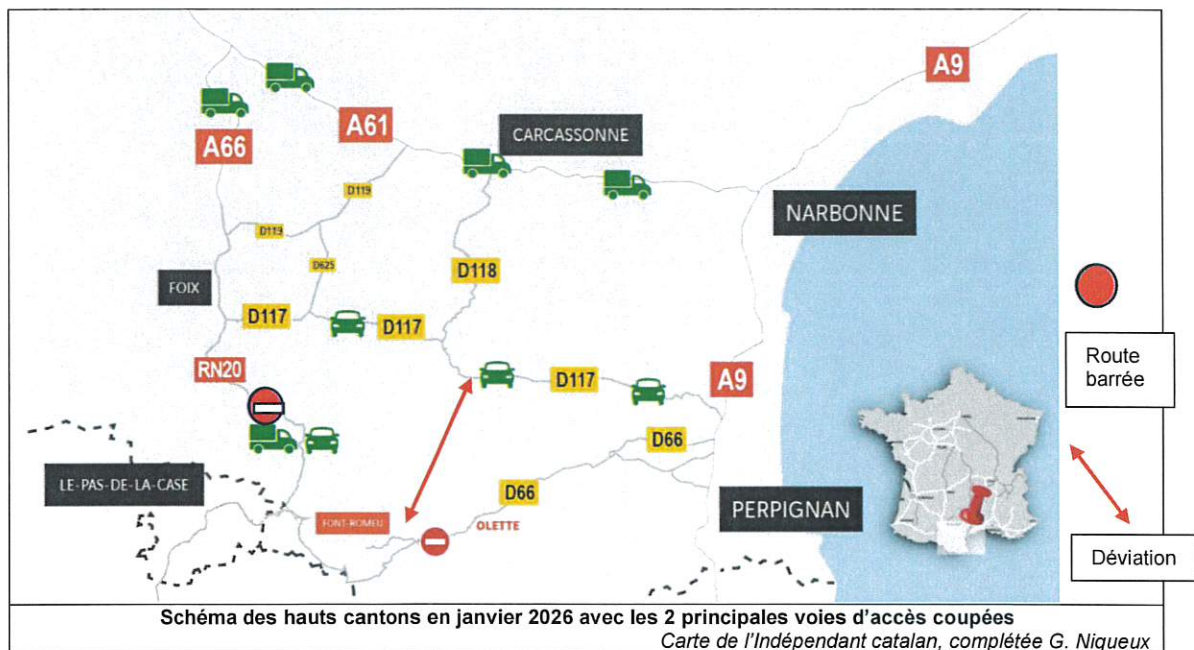 A9
A61
A66
CARCASSONNE
D119
NARBONNE
D119
D118
D625
FOIX
D117
D117
RN20
D117
A9
Route
barrée
D66
LE-PAS-DE-LA-CASE
D66
PERPIGNAN
FONT-ROMEU
OLETTE
Déviation
Schéma des hauts cantons en janvier 2026 avec les 2 principales voies d'accès coupées
Carte de l'Indépendant catalan, complétée G. Niqueux